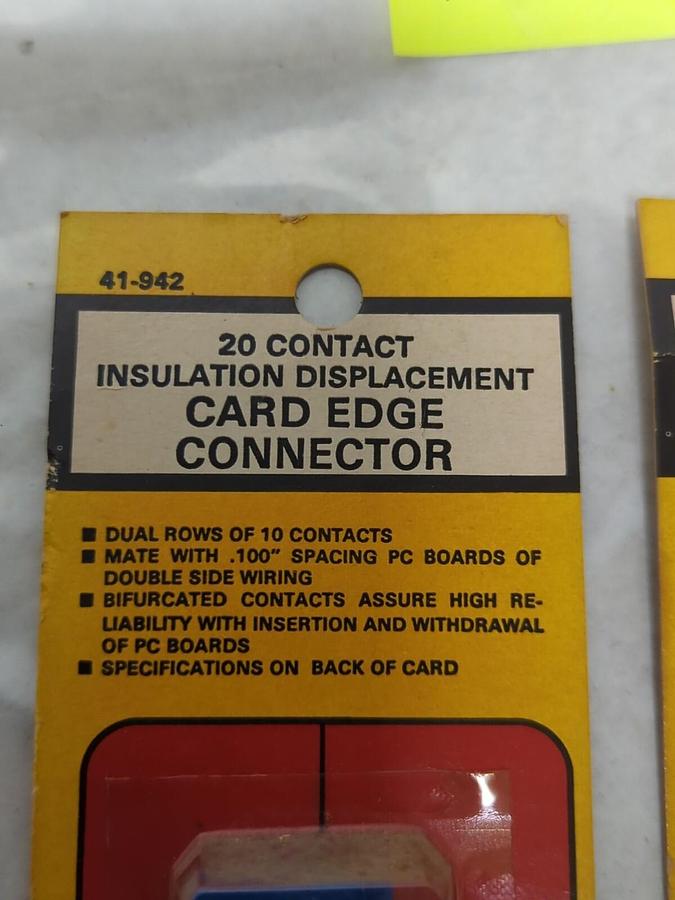 41-942
20 CONTACT
INSULATION DISPLACEMENT
CARD EDGE
CONNECTOR
■ DUAL ROWS OF 10 CONTACTS
■ MATE WITH .100" SPACING PC BOARDS OF
DOUBLE SIDE WIRING
■ BIFURCATED CONTACTS ASSURE HIGH RE-
LIABILITY WITH INSERTION AND WITHDRAWAL
OF PC BOARDS
■ SPECIFICATIONS ON BACK OF CARD